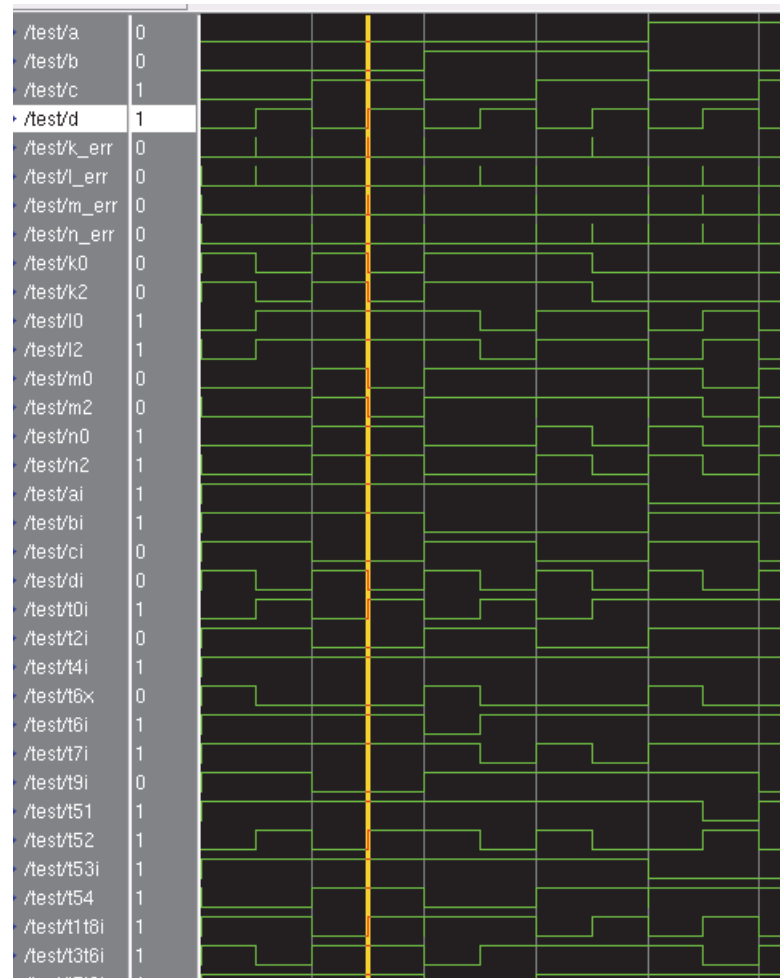 /test/a 0
/test/b 0
/test/c 1
/test/d 1
/test/k_err 0
/test/l_err 0
/test/m_err 0
/test/n_err 0
/test/k0 0
/test/k2 0
/test/l0 1
/test/l2 1
/test/m0 0
/test/m2 0
/test/n0 1
/test/n2 1
/test/ai 1
/test/bi 1
/test/ci 0
/test/di 0
/test/t0i 1
/test/t2i 0
/test/t4i 1
/test/t6x 0
/test/t6i 1
/test/t7i 1
/test/t9i 0
/test/t51 1
/test/t52 1
/test/t53i 1
/test/t54 1
/test/t1t8i 1
/test/t3t6i 1